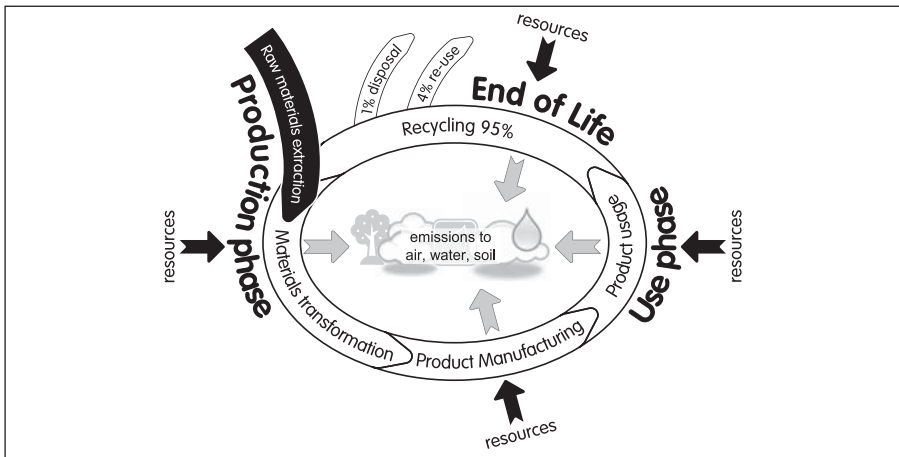 resources
End of Life
1% disposal
4% re-use
Raw materials extraction
Production phase
Recycling 95%
resources
Materials transformation
emissions to
air, water, soil
Product usage
Use phase
resources
Product Manufacturing
resources